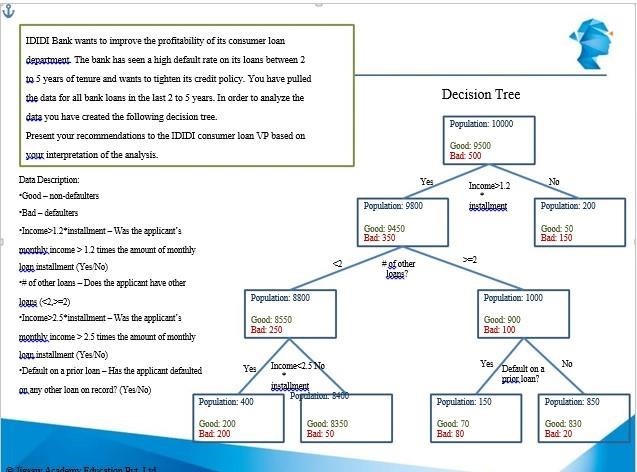 IDIDI Bank wants to improve the profitability of its consumer loan
department. The bank has seen a high default rate on its loans between 2
to 5 years of tenure and wants to tighten its credit policy. You have pulled
the data for all bank loans in the last 2 to 5 years. In order to analyze the
data you have created the following decision tree.
Present your recommendations to the IDIDI consumer loan VP based on
your interpretation of the analysis.
Data Description:
•Good – non-defaulters
•Bad – defaulters
•Income>1.2*installment – Was the applicant's
monthly income > 1.2 times the amount of monthly
loan installment (Yes/No)
•# of other loans – Does the applicant have other
loans (<2,>=2)
•Income>2.5*installment – Was the applicant's
monthly income > 2.5 times the amount of monthly
loan installment (Yes/No)
•Default on a prior loan – Has the applicant defaulted
on any other loan on record? (Yes/No)
Decision Tree
Population: 10000
Good: 9500
Bad: 500
Yes
Income>1.2
*
installment
No
Population: 9800
Good: 9450
Bad: 350
Population: 200
Good: 50
Bad: 150
<2
# of other
loans?
>=2
Population: 8800
Good: 8550
Bad: 250
Population: 1000
Good: 900
Bad: 100
Yes
Income<2.5
*
installment
No
Yes
Default on a
prior loan?
No
Population: 400
Good: 200
Bad: 200
Population: 8400
Good: 8350
Bad: 50
Population: 150
Good: 70
Bad: 80
Population: 850
Good: 830
Bad: 20
© Jigsaw Academy Education Pvt. Ltd